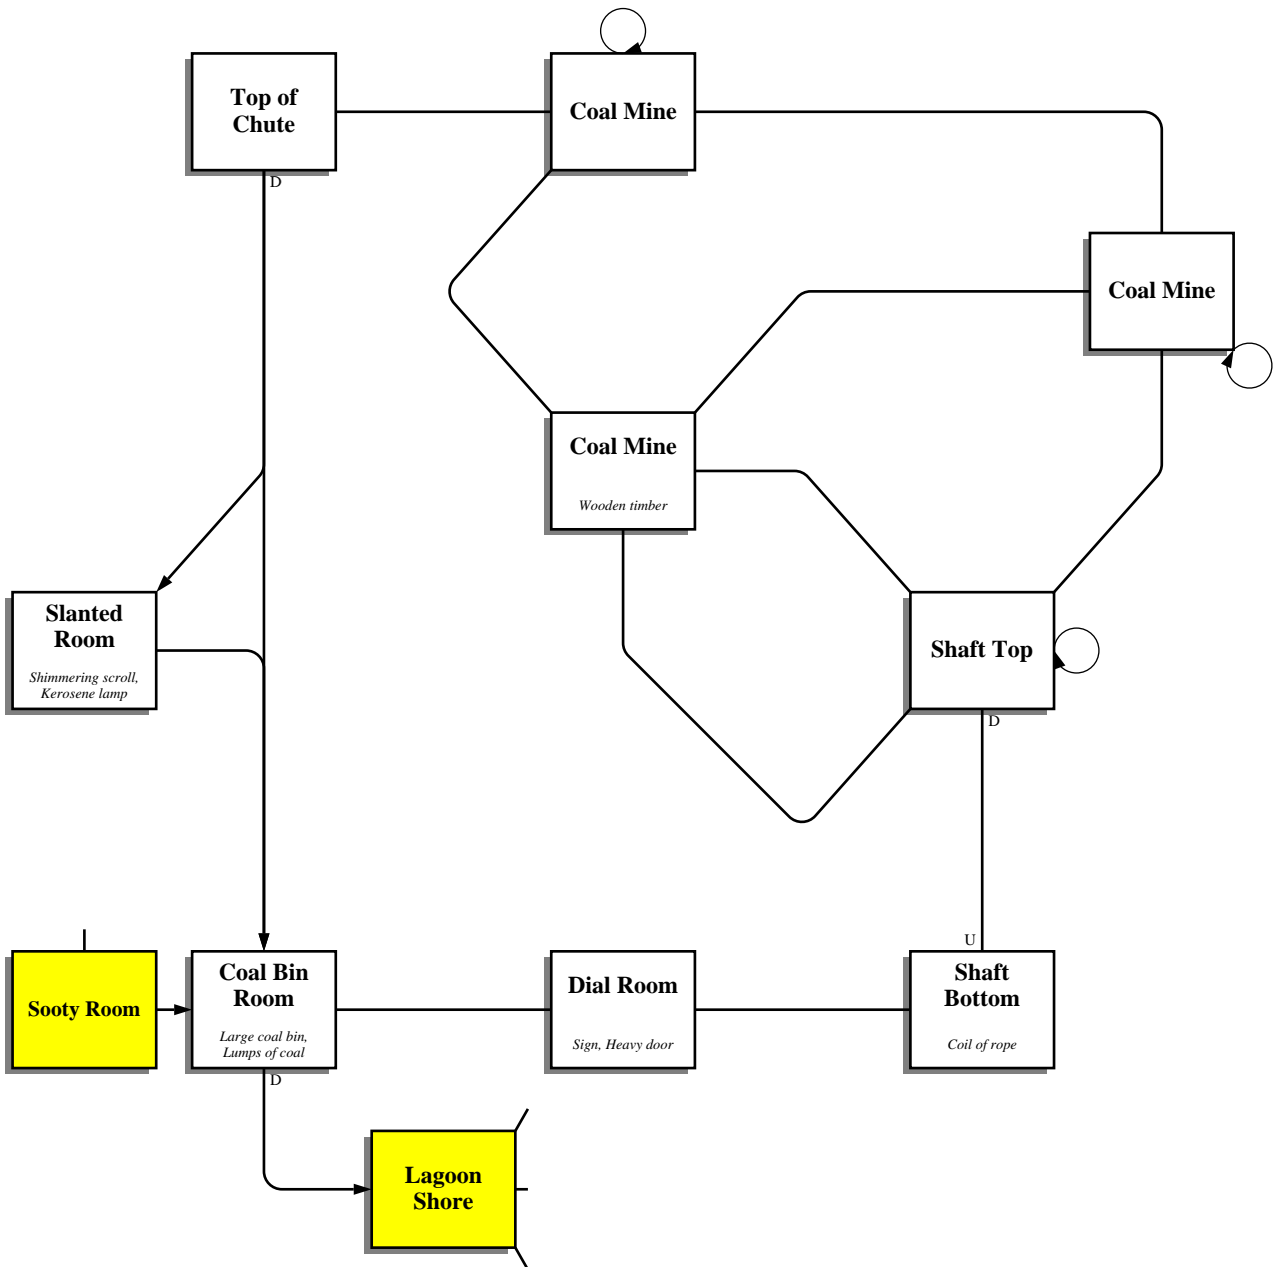 Top of
Chute
Coal Mine
D
Coal Mine
Coal Mine
Wooden timber
Slanted
Room
Shimmering scroll,
Kerosene lamp
Shaft Top
D
U
Sooty Room
Coal Bin
Room
Large coal bin,
Lumps of coal
D
Dial Room
Sign, Heavy door
Shaft
Bottom
Coil of rope
Lagoon
Shore